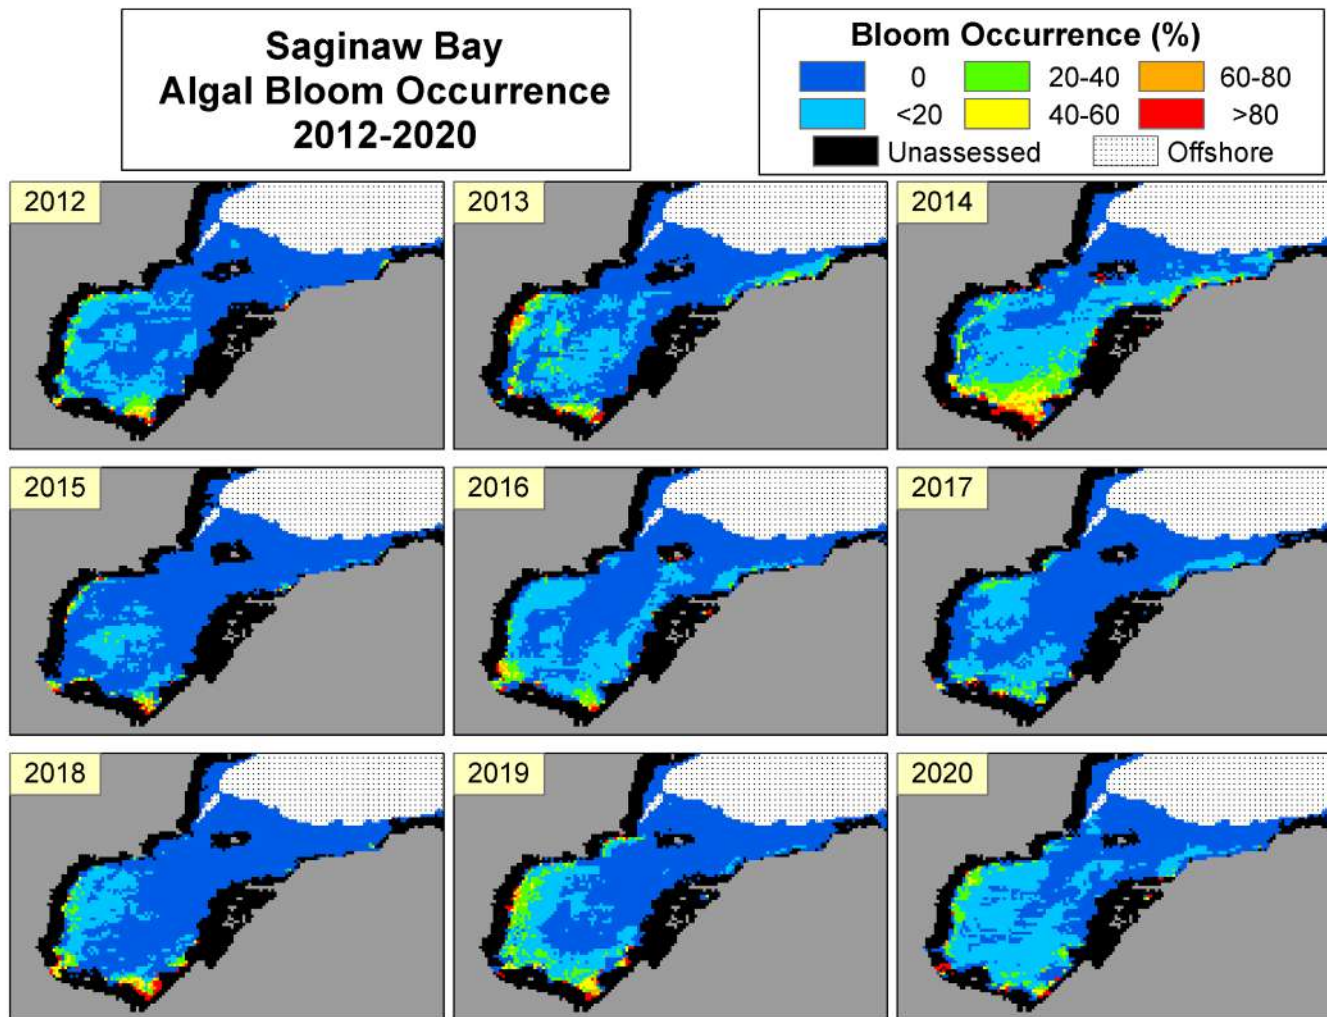 Saginaw Bay
Algal Bloom Occurrence
2012-2020
Bloom Occurrence (%)
0 20-40 60-80
<20 40-60 >80
Unassessed Offshore
2012 2013 2014
2015 2016 2017
2018 2019 2020